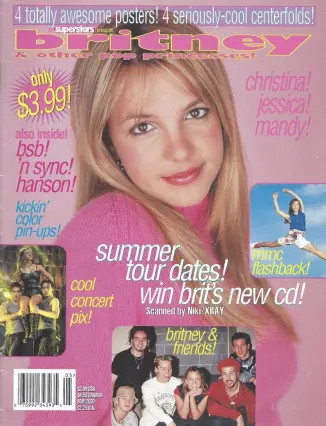 4 totally awesome posters! 4 seriously-cool centerfolds!
superstars presents
britney
& other pop princesses!
only
$3.99!
christina!
jessica!
mandy!
also inside!
bsb!
'n sync!
hanson!
kickin'
color
pin-ups!
summer
tour dates!
win brit's new cd!
Scanned by Niki-XRAY
mmc
flashback!
cool
concert
pix!
britney &
friends!